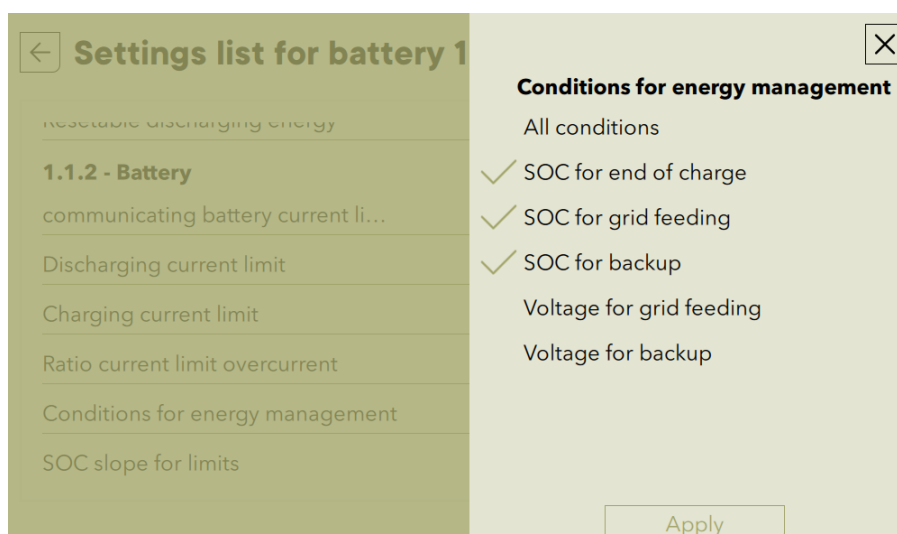 Settings list for battery 1
Resetable discharging energy
1.1.2 - Battery
communicating battery current li...
Discharging current limit
Charging current limit
Ratio current limit overcurrent
Conditions for energy management
SOC slope for limits
Conditions for energy management
All conditions
SOC for end of charge
SOC for grid feeding
SOC for backup
Voltage for grid feeding
Voltage for backup
Apply